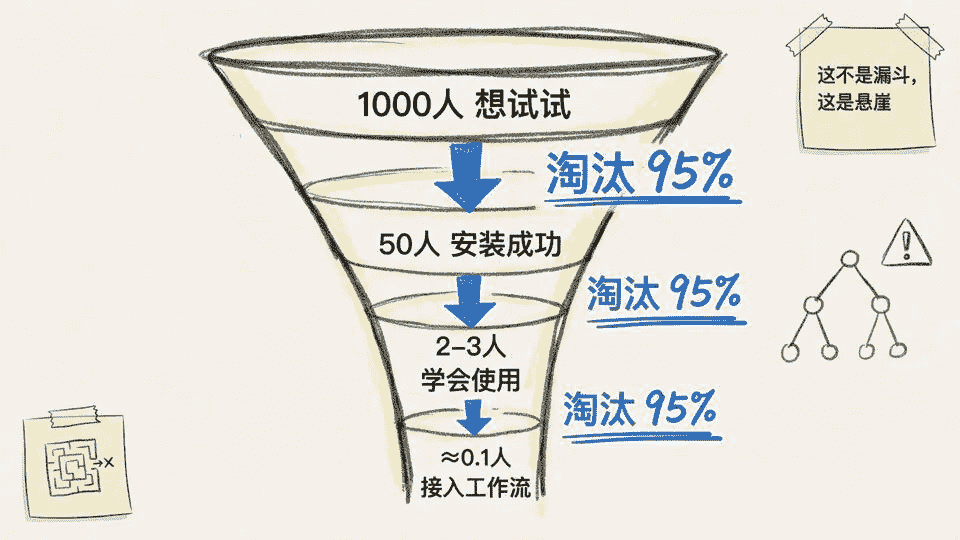 1000人 想试试
淘汰 95%
50人 安装成功
淘汰 95%
2–3人
学会使用
淘汰 95%
≈0.1人
接入工作流
这不是漏斗，
这是悬崖
→X